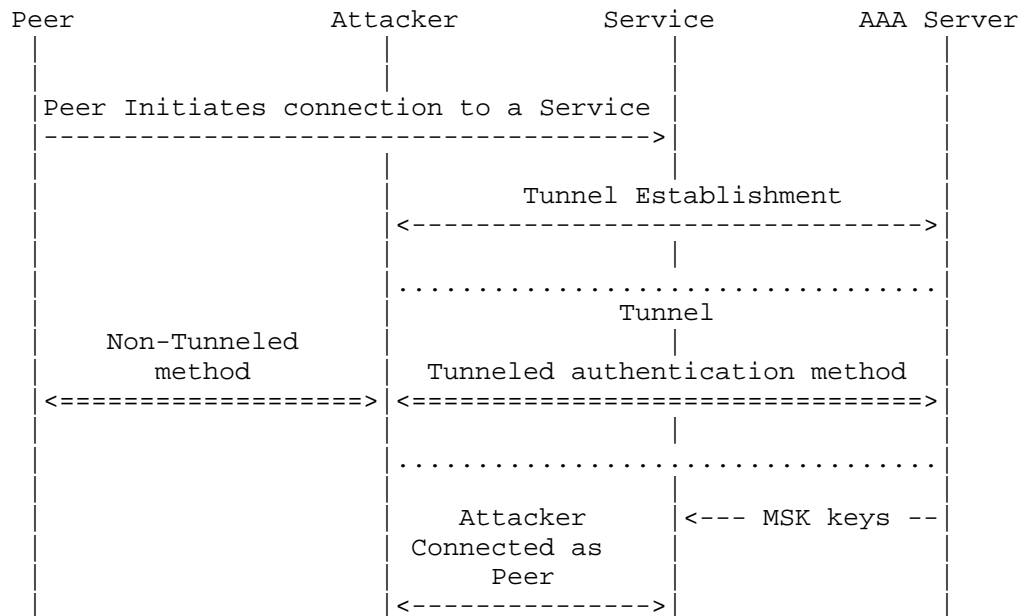 Peer Attacker Service AAA Server
Peer Initiates connection to a Service
Tunnel Establishment
Tunnel
Non-Tunneled
method Tunneled authentication method
Attacker <--- MSK keys --
Connected as
Peer